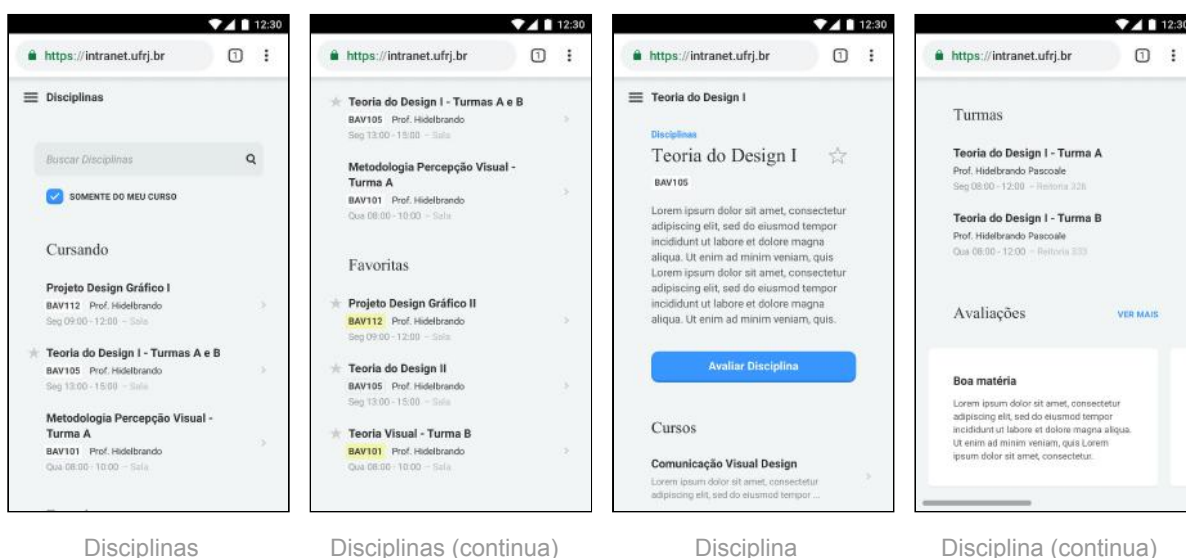 12:30
https://intranet.ufrj.br
1
Disciplinas
Buscar Disciplinas
SOMENTE DO MEU CURSO
Cursando
Projeto Design Gráfico I
BAV112 Prof. Hidelbrando
Seg 09:00 - 12:00 – Sala
Teoria do Design I - Turmas A e B
BAV105 Prof. Hidelbrando
Seg 13:00 - 15:00 – Sala
Metodologia Percepção Visual -
Turma A
BAV101 Prof. Hidelbrando
Qua 08:00 - 10:00 – Sala
Disciplinas
12:30
https://intranet.ufrj.br
1
Teoria do Design I - Turmas A e B
BAV105 Prof. Hidelbrando
Seg 13:00 - 15:00 – Sala
Metodologia Percepção Visual -
Turma A
BAV101 Prof. Hidelbrando
Qua 08:00 - 10:00 – Sala
Favoritas
Projeto Design Gráfico II
BAV112 Prof. Hidelbrando
Seg 09:00 - 12:00 – Sala
Teoria do Design II
BAV105 Prof. Hidelbrando
Seg 13:00 - 15:00 – Sala
Teoria Visual - Turma B
BAV101 Prof. Hidelbrando
Qua 08:00 - 10:00 – Sala
Disciplinas (continua)
12:30
https://intranet.ufrj.br
1
Teoria do Design I
Disciplinas
Teoria do Design I
BAV105
Lorem ipsum dolor sit amet, consectetur
adipiscing elit, sed do eiusmod tempor
incididunt ut labore et dolore magna
aliqua. Ut enim ad minim veniam, quis
Lorem ipsum dolor sit amet, consectetur
adipiscing elit, sed do eiusmod tempor
incididunt ut labore et dolore magna
aliqua. Ut enim ad minim veniam, quis.
Avaliar Disciplina
Cursos
Comunicação Visual Design
Lorem ipsum dolor sit amet, consectetur
adipiscing elit, sed do eiusmod tempor ...
Disciplina
12:30
https://intranet.ufrj.br
1
Turmas
Teoria do Design I - Turma A
Prof. Hidelbrando Pascoale
Seg 08:00 - 12:00 – Reitoria 326
Teoria do Design I - Turma B
Prof. Hidelbrando Pascoale
Qua 08:00 - 12:00 – Reitoria 333
Avaliações
VER MAIS
Boa matéria
Lorem ipsum dolor sit amet, consectetur
adipiscing elit, sed do eiusmod tempor
incididunt ut labore et dolore magna aliqua.
Ut enim ad minim veniam, quis Lorem
ipsum dolor sit amet, consectetur.
Disciplina (continua)